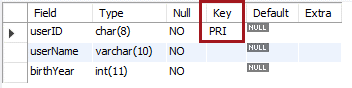 Field Type Null Key Default Extra
userID char(8) NO PRI NULL
userName varchar(10) NO NULL
birthYear int(11) NO NULL